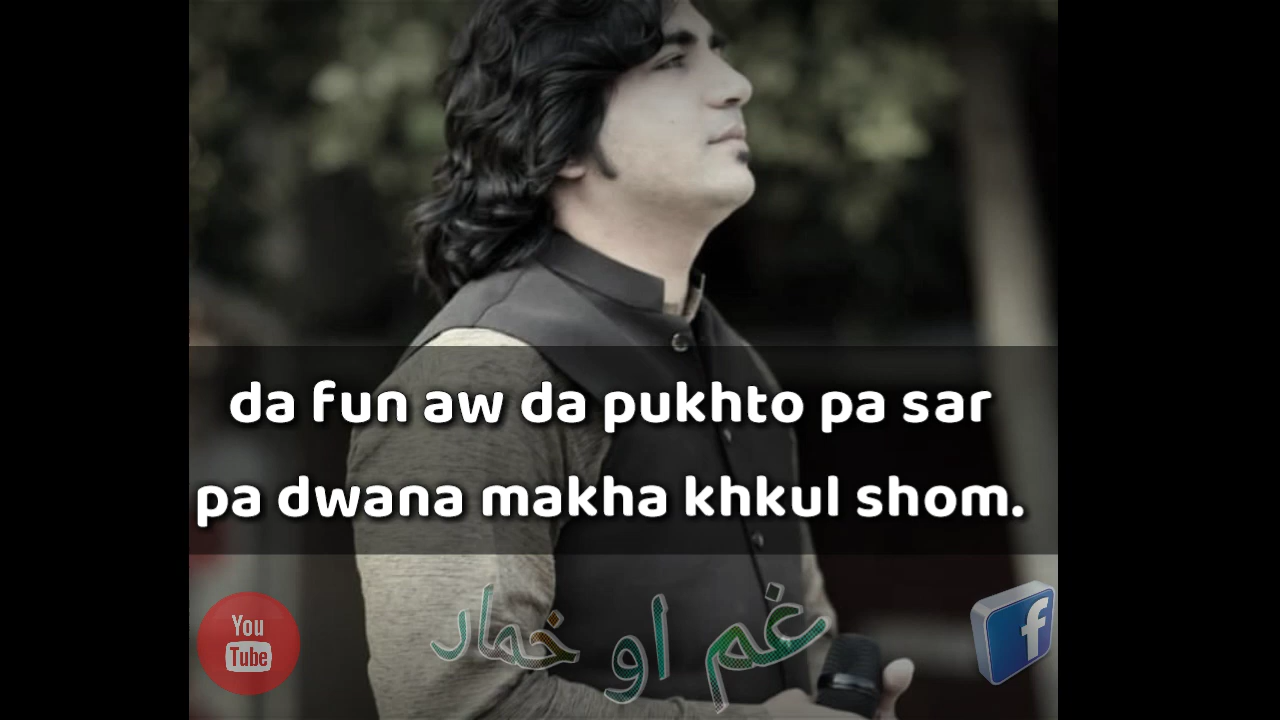 da fun aw da pukhto pa sar
pa dwana makha khkul shom.
You
Tube
غم او خمار
f